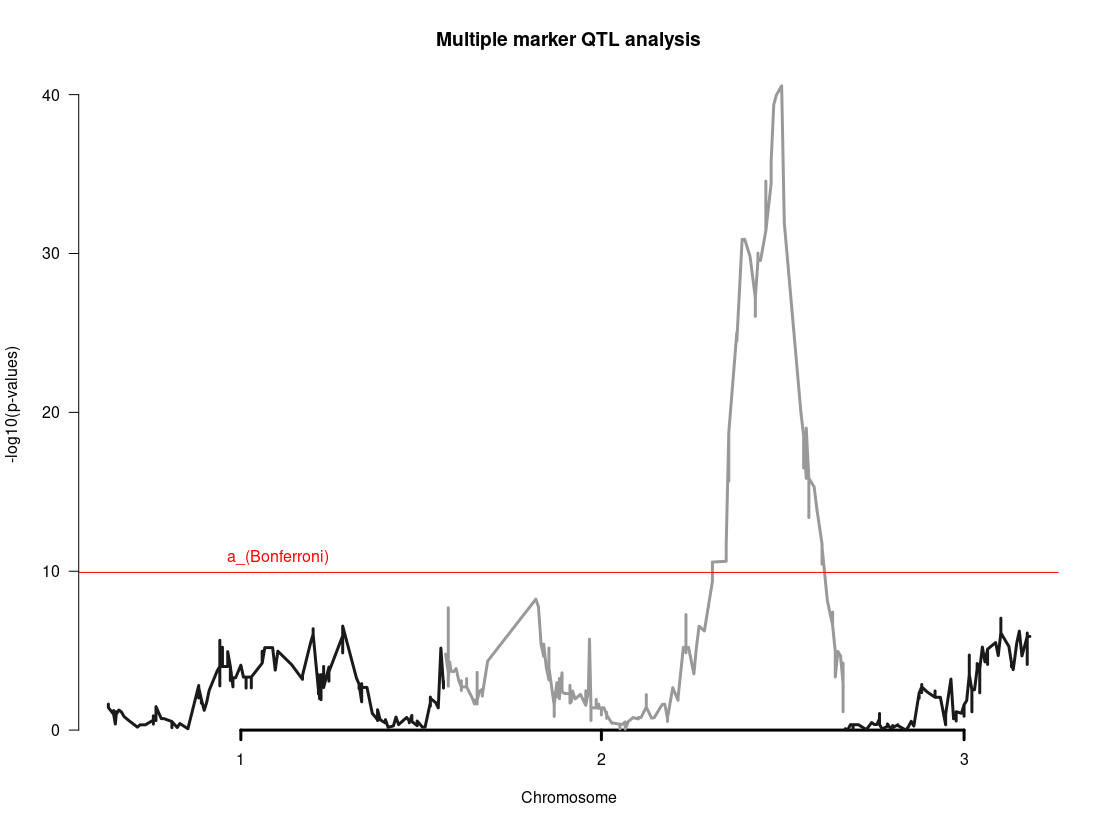 Multiple marker QTL analysis
40
30
20
10
0
-log10(p-values)
a_(Bonferroni)
1
2
3
Chromosome